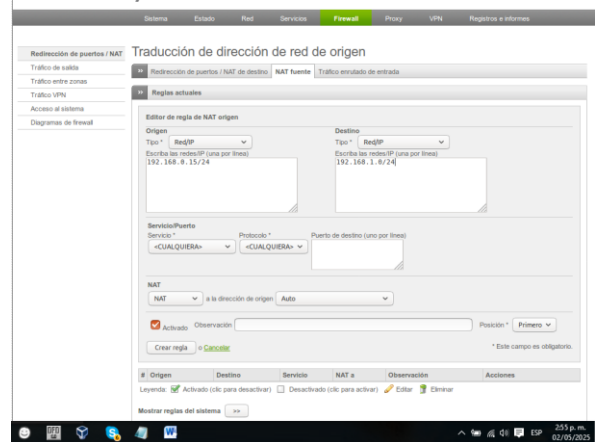 Sistema Estado Red Servicios Firewall Proxy VPN Registros e informes
Redirección de puertos / NAT
Tráfico de salida
Tráfico entre zonas
Tráfico VPN
Acceso al sistema
Diagramas de firewall
Traducción de dirección de red de origen
Redirección de puertos / NAT de destino NAT fuente Tráfico enrutado de entrada
Reglas actuales
Editor de regla de NAT origen
Origen Destino
Tipo * Red/IP Tipo * Red/IP
Escriba las redes/IP (una por línea) Escriba las redes/IP (una por línea)
192.168.0.15/24 192.168.1.0/24
Servicio/Puerto
Servicio * Protocolo * Puerto de destino (uno por línea)
<CUALQUIERA> <CUALQUIERA>
NAT
NAT a la dirección de origen Auto
Activado Observación Posición * Primero
Crear regla o Cancelar * Este campo es obligatorio.
# Origen Destino Servicio NAT a Observación Acciones
Leyenda: Activado (clic para desactivar) Desactivado (clic para activar) Editar Eliminar
Mostrar reglas del sistema >>
ESP 2:55 p. m.
02/05/2025